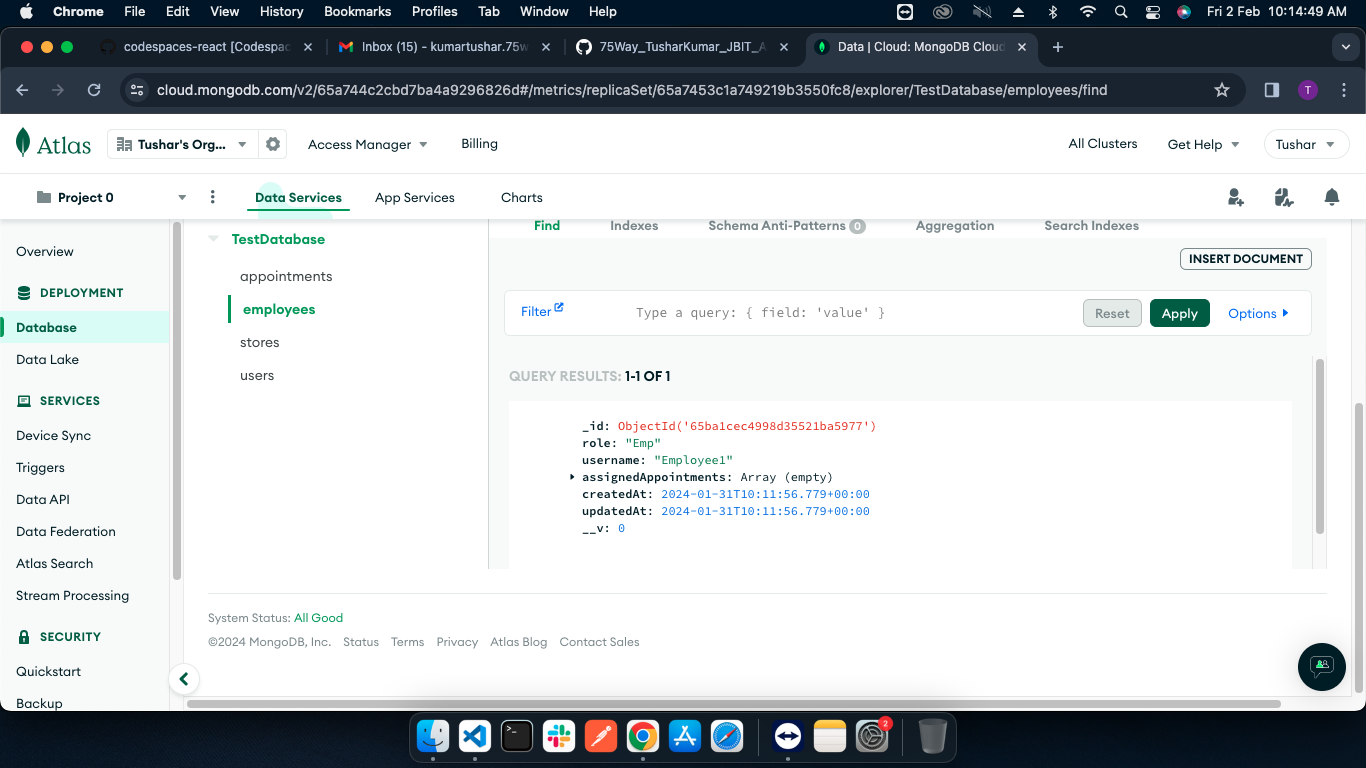 Chrome File Edit View History Bookmarks Profiles Tab Window Help Fri 2 Feb 10:14:49 AM
codespaces-react [Codespac Inbox (15) - kumartushar.75w 75Way_TusharKumar_JBIT_A Data | Cloud: MongoDB Cloud
cloud.mongodb.com/v2/65a744c2cbd7ba4a9296826d#/metrics/replicaSet/65a7453c1a749219b3550fc8/explorer/TestDatabase/employees/find T
Atlas Tushar's Org... Access Manager Billing All Clusters Get Help Tushar
Project 0 Data Services App Services Charts
Overview
DEPLOYMENT
Database
Data Lake
SERVICES
Device Sync
Triggers
Data API
Data Federation
Atlas Search
Stream Processing
SECURITY
Quickstart
Backup
TestDatabase
appointments
employees
stores
users
Find Indexes Schema Anti-Patterns 0 Aggregation Search Indexes
INSERT DOCUMENT
Filter Type a query: { field: 'value' } Reset Apply Options
QUERY RESULTS: 1-1 OF 1
_id: ObjectId('65ba1cec4998d35521ba5977')
role: "Emp"
username: "Employee1"
assignedAppointments: Array (empty)
createdAt: 2024-01-31T10:11:56.779+00:00
updatedAt: 2024-01-31T10:11:56.779+00:00
__v: 0
System Status: All Good
©2024 MongoDB, Inc. Status Terms Privacy Atlas Blog Contact Sales
2